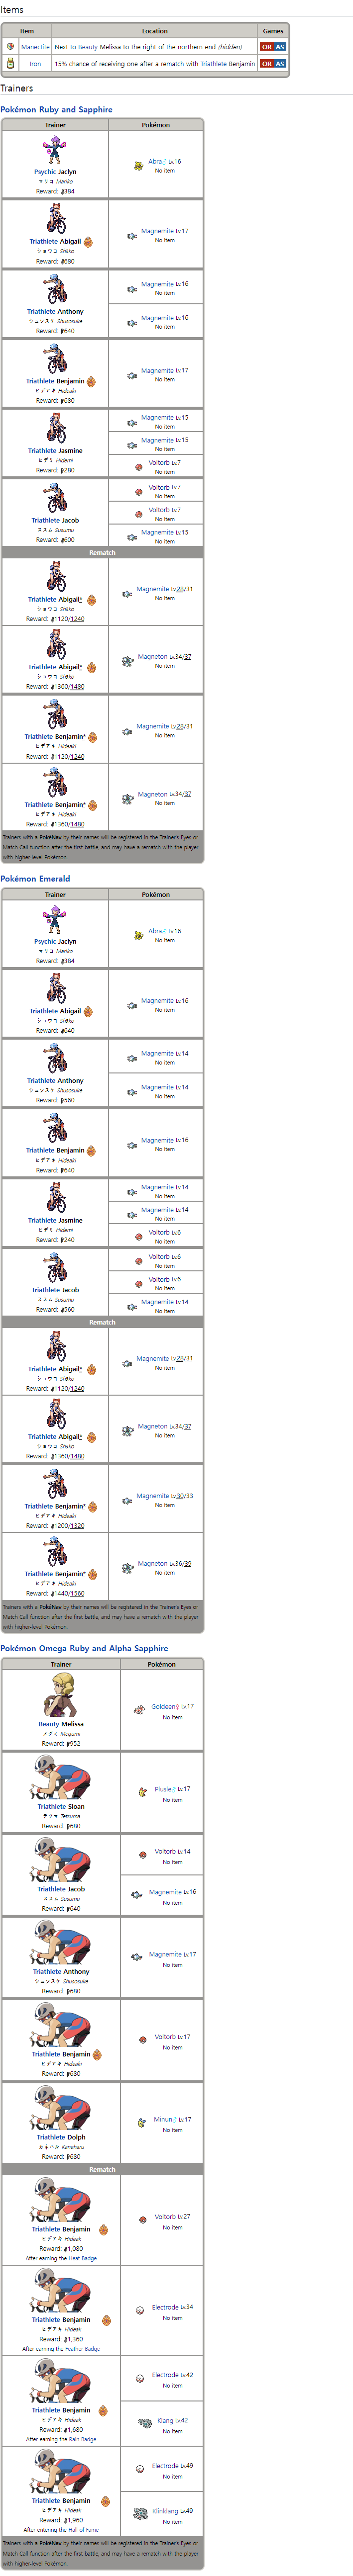 Items
Item Location Games
Manectite Next to Beauty Melissa to the right of the northern end (hidden) OR AS
Iron 15% chance of receiving one after a rematch with Triathlete Benjamin OR AS
Trainers
Pokémon Ruby and Sapphire
Trainer Pokémon
Psychic Jaclyn
マリコ Mariko
Reward: 384
Abra♂ Lv.16
No item
Triathlete Abigail
ショウコ Shōko
Reward: 680
Magnemite Lv.17
No item
Triathlete Anthony
シュンスケ Shunsuke
Reward: 640
Magnemite Lv.16
No item
Magnemite Lv.16
No item
Triathlete Benjamin
ヒデアキ Hideaki
Reward: 680
Magnemite Lv.17
No item
Triathlete Jasmine
ヒデミ Hidemi
Reward: 280
Magnemite Lv.15
No item
Magnemite Lv.15
No item
Voltorb Lv.7
No item
Triathlete Jacob
ススム Susumu
Reward: 600
Voltorb Lv.7
No item
Voltorb Lv.7
No item
Magnemite Lv.15
No item
Rematch
Triathlete Abigail*
ショウコ Shōko
Reward: 1120/1240
Magnemite Lv.28/31
No item
Triathlete Abigail*
ショウコ Shōko
Reward: 1360/1480
Magneton Lv.34/37
No item
Triathlete Benjamin*
ヒデアキ Hideaki
Reward: 1120/1240
Magnemite Lv.28/31
No item
Triathlete Benjamin*
ヒデアキ Hideaki
Reward: 1360/1480
Magneton Lv.34/37
No item
Trainers with a PokéNav by their names will be registered in the Trainer's Eyes or
Match Call function after the first battle, and may have a rematch with the player
with higher-level Pokémon.
Pokémon Emerald
Trainer Pokémon
Psychic Jaclyn
マリコ Mariko
Reward: 384
Abra♂ Lv.16
No item
Triathlete Abigail
ショウコ Shōko
Reward: 640
Magnemite Lv.16
No item
Triathlete Anthony
シュンスケ Shunsuke
Reward: 560
Magnemite Lv.14
No item
Magnemite Lv.14
No item
Triathlete Benjamin
ヒデアキ Hideaki
Reward: 640
Magnemite Lv.16
No item
Triathlete Jasmine
ヒデミ Hidemi
Reward: 240
Magnemite Lv.14
No item
Magnemite Lv.14
No item
Voltorb Lv.6
No item
Triathlete Jacob
ススム Susumu
Reward: 560
Voltorb Lv.6
No item
Voltorb Lv.6
No item
Magnemite Lv.14
No item
Rematch
Triathlete Abigail*
ショウコ Shōko
Reward: 1120/1240
Magnemite Lv.28/31
No item
Triathlete Abigail*
ショウコ Shōko
Reward: 1360/1480
Magneton Lv.34/37
No item
Triathlete Benjamin*
ヒデアキ Hideaki
Reward: 1200/1320
Magnemite Lv.30/33
No item
Triathlete Benjamin*
ヒデアキ Hideaki
Reward: 1440/1560
Magneton Lv.36/39
No item
Trainers with a PokéNav by their names will be registered in the Trainer's Eyes or
Match Call function after the first battle, and may have a rematch with the player
with higher-level Pokémon.
Pokémon Omega Ruby and Alpha Sapphire
Trainer Pokémon
Beauty Melissa
メグミ Megumi
Reward: 952
Goldeen♀ Lv.17
No item
Triathlete Sloan
テツマ Tetsuma
Reward: 680
Plusle♂ Lv.17
No item
Triathlete Jacob
ススム Susumu
Reward: 640
Voltorb Lv.14
No item
Magnemite Lv.16
No item
Triathlete Anthony
シュンスケ Shunsuke
Reward: 680
Magnemite Lv.17
No item
Triathlete Benjamin
ヒデアキ Hideaki
Reward: 680
Voltorb Lv.17
No item
Triathlete Dolph
カネハル Kaneharu
Reward: 680
Minun♂ Lv.17
No item
Rematch
Triathlete Benjamin
ヒデアキ Hideak
Reward: 1,080
After earning the Heat Badge
Voltorb Lv.27
No item
Triathlete Benjamin
ヒデアキ Hideak
Reward: 1,360
After earning the Feather Badge
Electrode Lv.34
No item
Triathlete Benjamin
ヒデアキ Hideak
Reward: 1,680
After earning the Rain Badge
Electrode Lv.42
No item
Klang Lv.42
No item
Triathlete Benjamin
ヒデアキ Hideak
Reward: 1,960
After entering the Hall of Fame
Electrode Lv.49
No item
Klinklang Lv.49
No item
Trainers with a PokéNav by their names will be registered in the Trainer's Eyes or
Match Call function after the first battle, and may have a rematch with the player
with higher-level Pokémon.